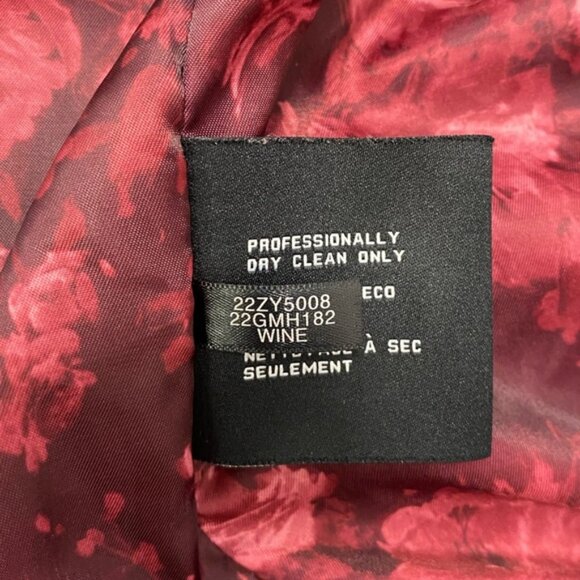 PROFESSIONALLY
DRY CLEAN ONLY
ECO
22ZY5008
22GMH182
WINE
À SEC
SEULEMENT